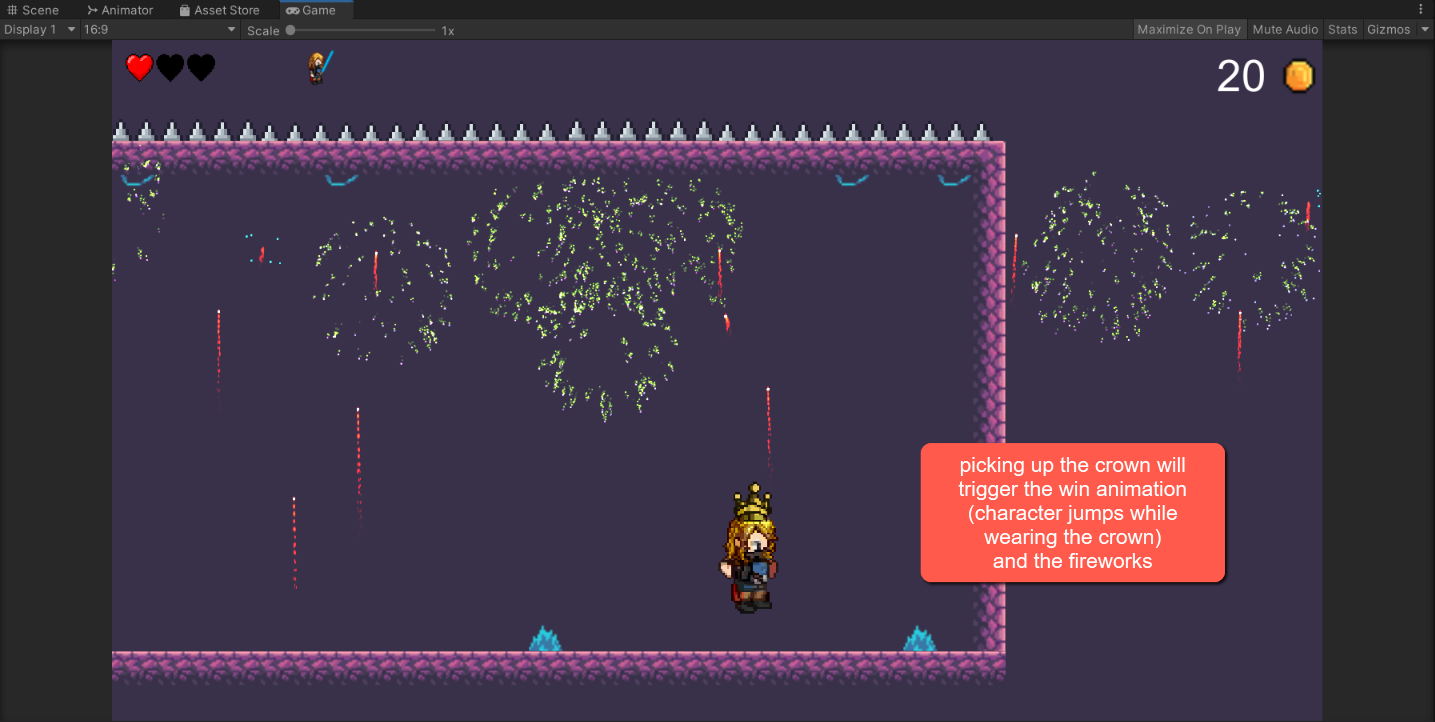 Scene Animator Asset Store Game
Display 1 16:9 Scale 1x Maximize On Play Mute Audio Stats Gizmos
20
picking up the crown will
trigger the win animation
(character jumps while
wearing the crown)
and the fireworks